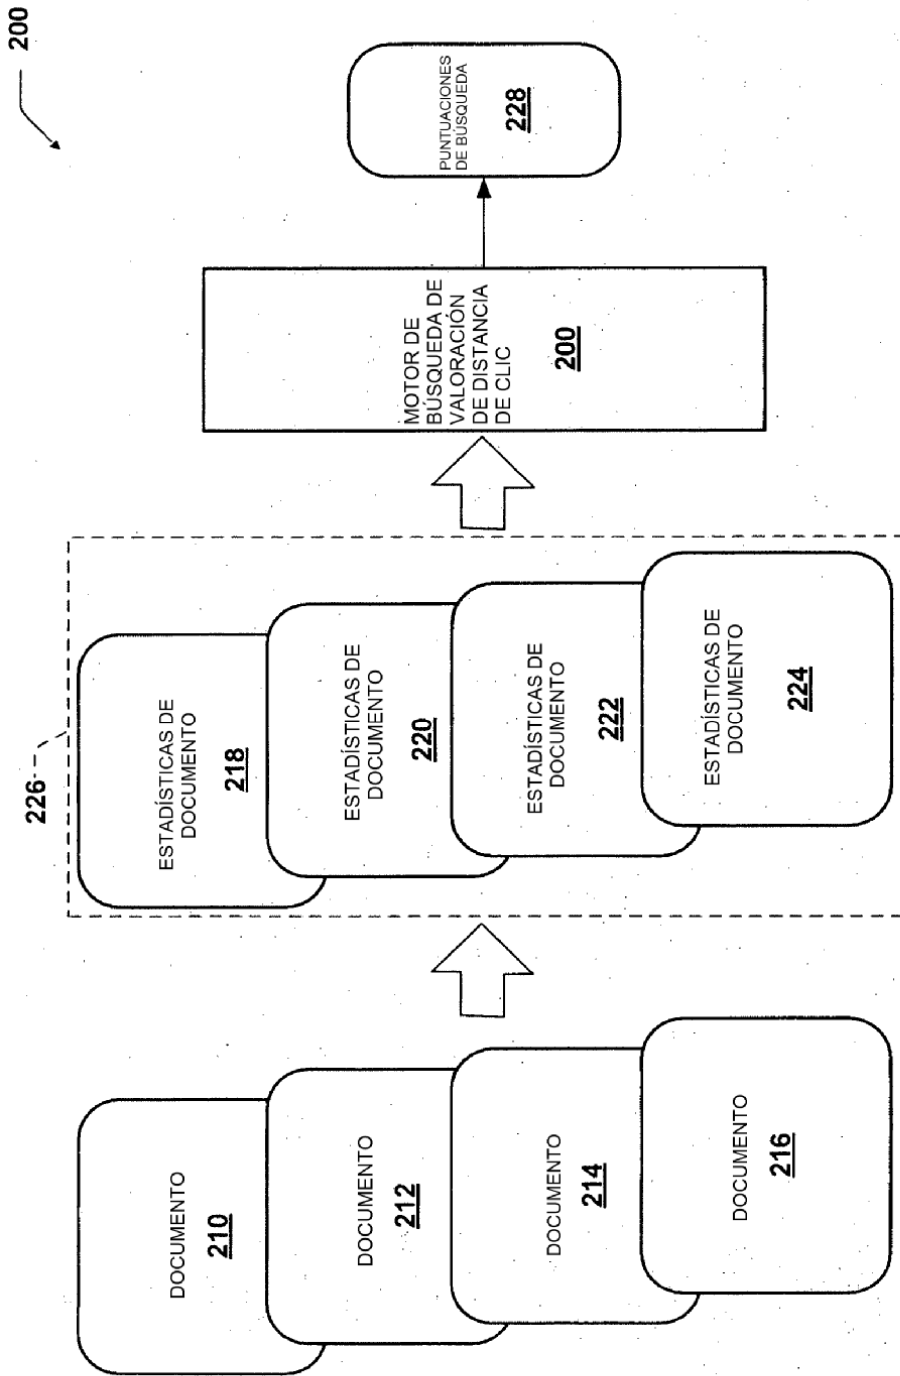 200
DOCUMENTO
210
DOCUMENTO
212
DOCUMENTO
214
DOCUMENTO
216
226
ESTADÍSTICAS DE
DOCUMENTO
218
ESTADÍSTICAS DE
DOCUMENTO
220
ESTADÍSTICAS DE
DOCUMENTO
222
ESTADÍSTICAS DE
DOCUMENTO
224
MOTOR DE
BÚSQUEDA DE
VALORACIÓN
DE DISTANCIA
DE CLIC
200
PUNTUACIONES
DE BÚSQUEDA
228